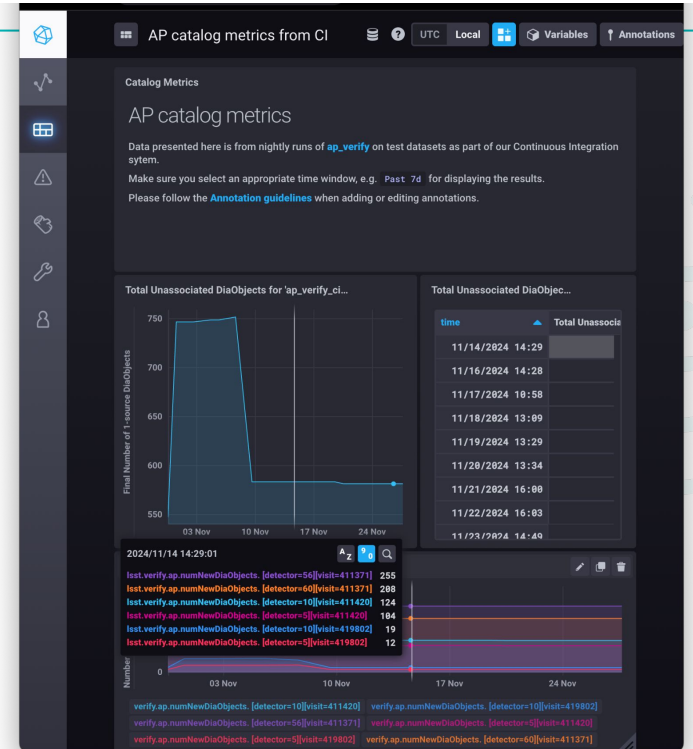 AP catalog metrics from CI
UTC Local Variables Annotations
Catalog Metrics
AP catalog metrics
Data presented here is from nightly runs of ap_verify on test datasets as part of our Continuous Integration
sytem.
Make sure you select an appropriate time window, e.g. Past 7d for displaying the results.
Please follow the Annotation guidelines when adding or editing annotations.
Total Unassociated DiaObjects for 'ap_verify_ci...
Final Number of 1-source DiaObjects
750
700
650
600
550
03 Nov 10 Nov 17 Nov 24 Nov
Total Unassociated DiaObjec...
time Total Unassocia
11/14/2024 14:29
11/16/2024 14:28
11/17/2024 10:58
11/18/2024 13:09
11/19/2024 13:29
11/20/2024 13:34
11/21/2024 16:00
11/22/2024 16:03
11/23/2024 14:49
2024/11/14 14:29:01
lsst.verify.ap.numNewDiaObjects. [detector=56][visit=411371] 255
lsst.verify.ap.numNewDiaObjects. [detector=60][visit=411371] 208
lsst.verify.ap.numNewDiaObjects. [detector=10][visit=411420] 124
lsst.verify.ap.numNewDiaObjects. [detector=5][visit=411420] 104
lsst.verify.ap.numNewDiaObjects. [detector=10][visit=419802] 19
lsst.verify.ap.numNewDiaObjects. [detector=5][visit=419802] 12
Number
0
03 Nov 10 Nov 17 Nov 24 Nov
verify.ap.numNewDiaObjects. [detector=10][visit=411420] verify.ap.numNewDiaObjects. [detector=10][visit=419802]
verify.ap.numNewDiaObjects. [detector=56][visit=411371] verify.ap.numNewDiaObjects. [detector=5][visit=411420]
verify.ap.numNewDiaObjects. [detector=5][visit=419802] verify.ap.numNewDiaObjects. [detector=60][visit=411371]